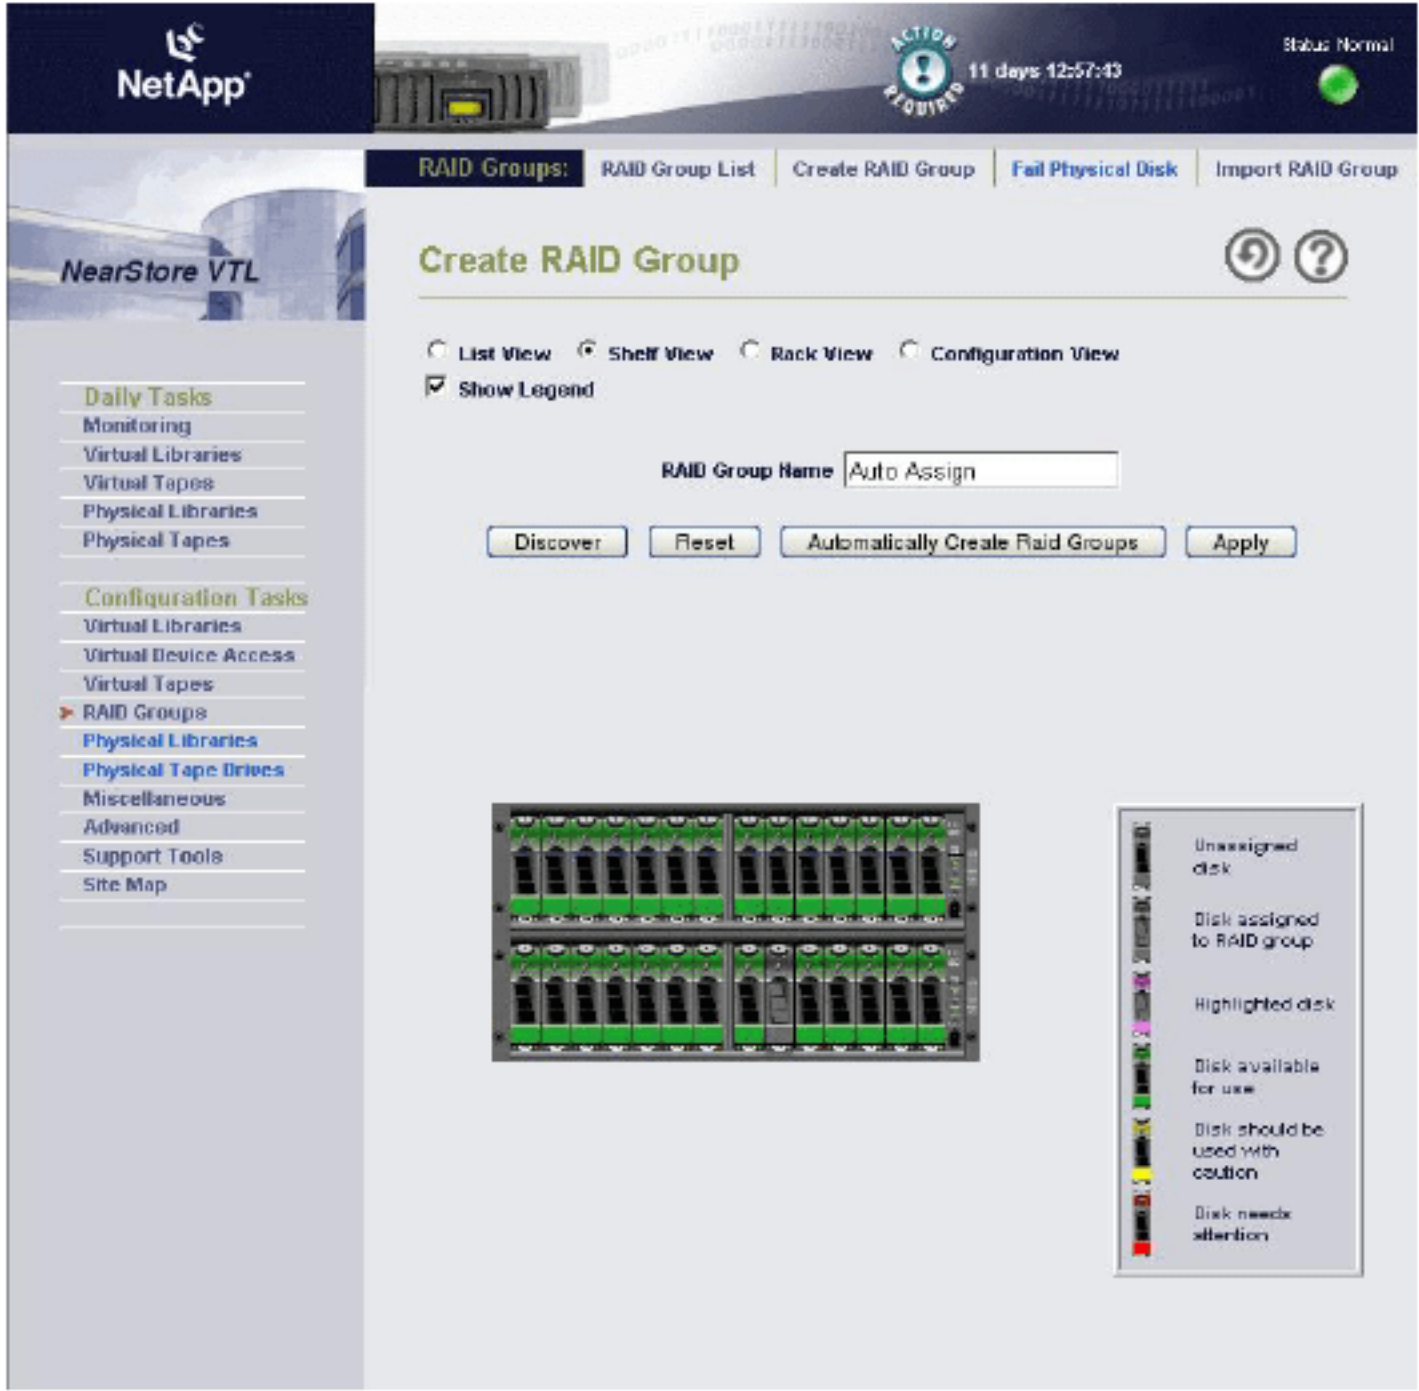 NetApp
ACTION REQUIRED
11 days 12:57:43
Status Normal
NearStore VTL
RAID Groups:
RAID Group List
Create RAID Group
Fail Physical Disk
Import RAID Group
Create RAID Group
List View
Shelf View
Rack View
Configuration View
Show Legend
RAID Group Name
Auto Assign
Discover
Reset
Automatically Create Raid Groups
Apply
Daily Tasks
Monitoring
Virtual Libraries
Virtual Tapes
Physical Libraries
Physical Tapes
Configuration Tasks
Virtual Libraries
Virtual Device Access
Virtual Tapes
RAID Groups
Physical Libraries
Physical Tape Drives
Miscellaneous
Advanced
Support Tools
Site Map
Unassigned
disk
Disk assigned
to RAID group
Highlighted disk
Disk available
for use
Disk should be
used with
caution
Disk needs
attention